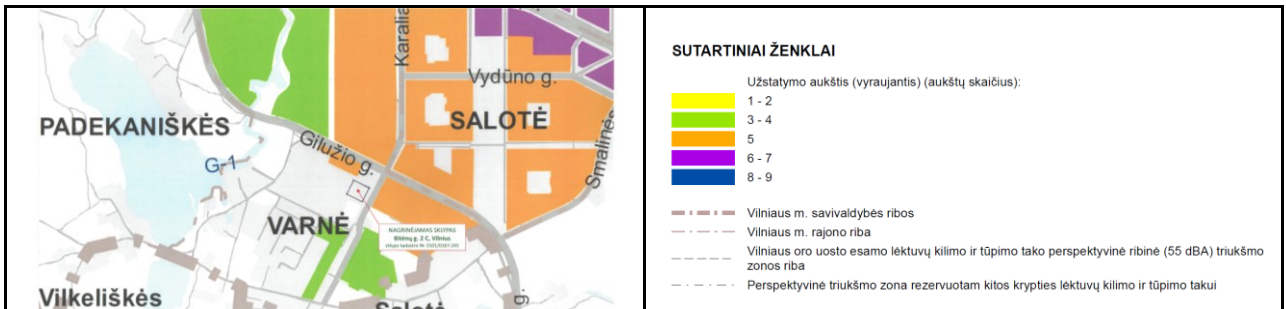 Karalia
Vydūno g.
PADEKANIŠKĖS
SALOTĖ
Smalinės
Gilužio g.
G-1
VARNĖ
NAGRINĖJAMAS SKLYPAS
Bitėnų g. 2 C, Vilnius
Vilkeliškės
Salotė
g.
SUTARTINIAI ŽENKLAI
Užstatymo aukštis (vyraujantis) (aukštų skaičius):
1 - 2
3 - 4
5
6 - 7
8 - 9
Vilniaus m. savivaldybės ribos
Vilniaus m. rajono riba
Vilniaus oro uosto esamo lėktuvų kilimo ir tūpimo tako perspektyvinė ribinė (55 dBA) triukšmo
zonos riba
Perspektyvinė triukšmo zona rezervuotam kitos krypties lėktuvų kilimo ir tūpimo takui